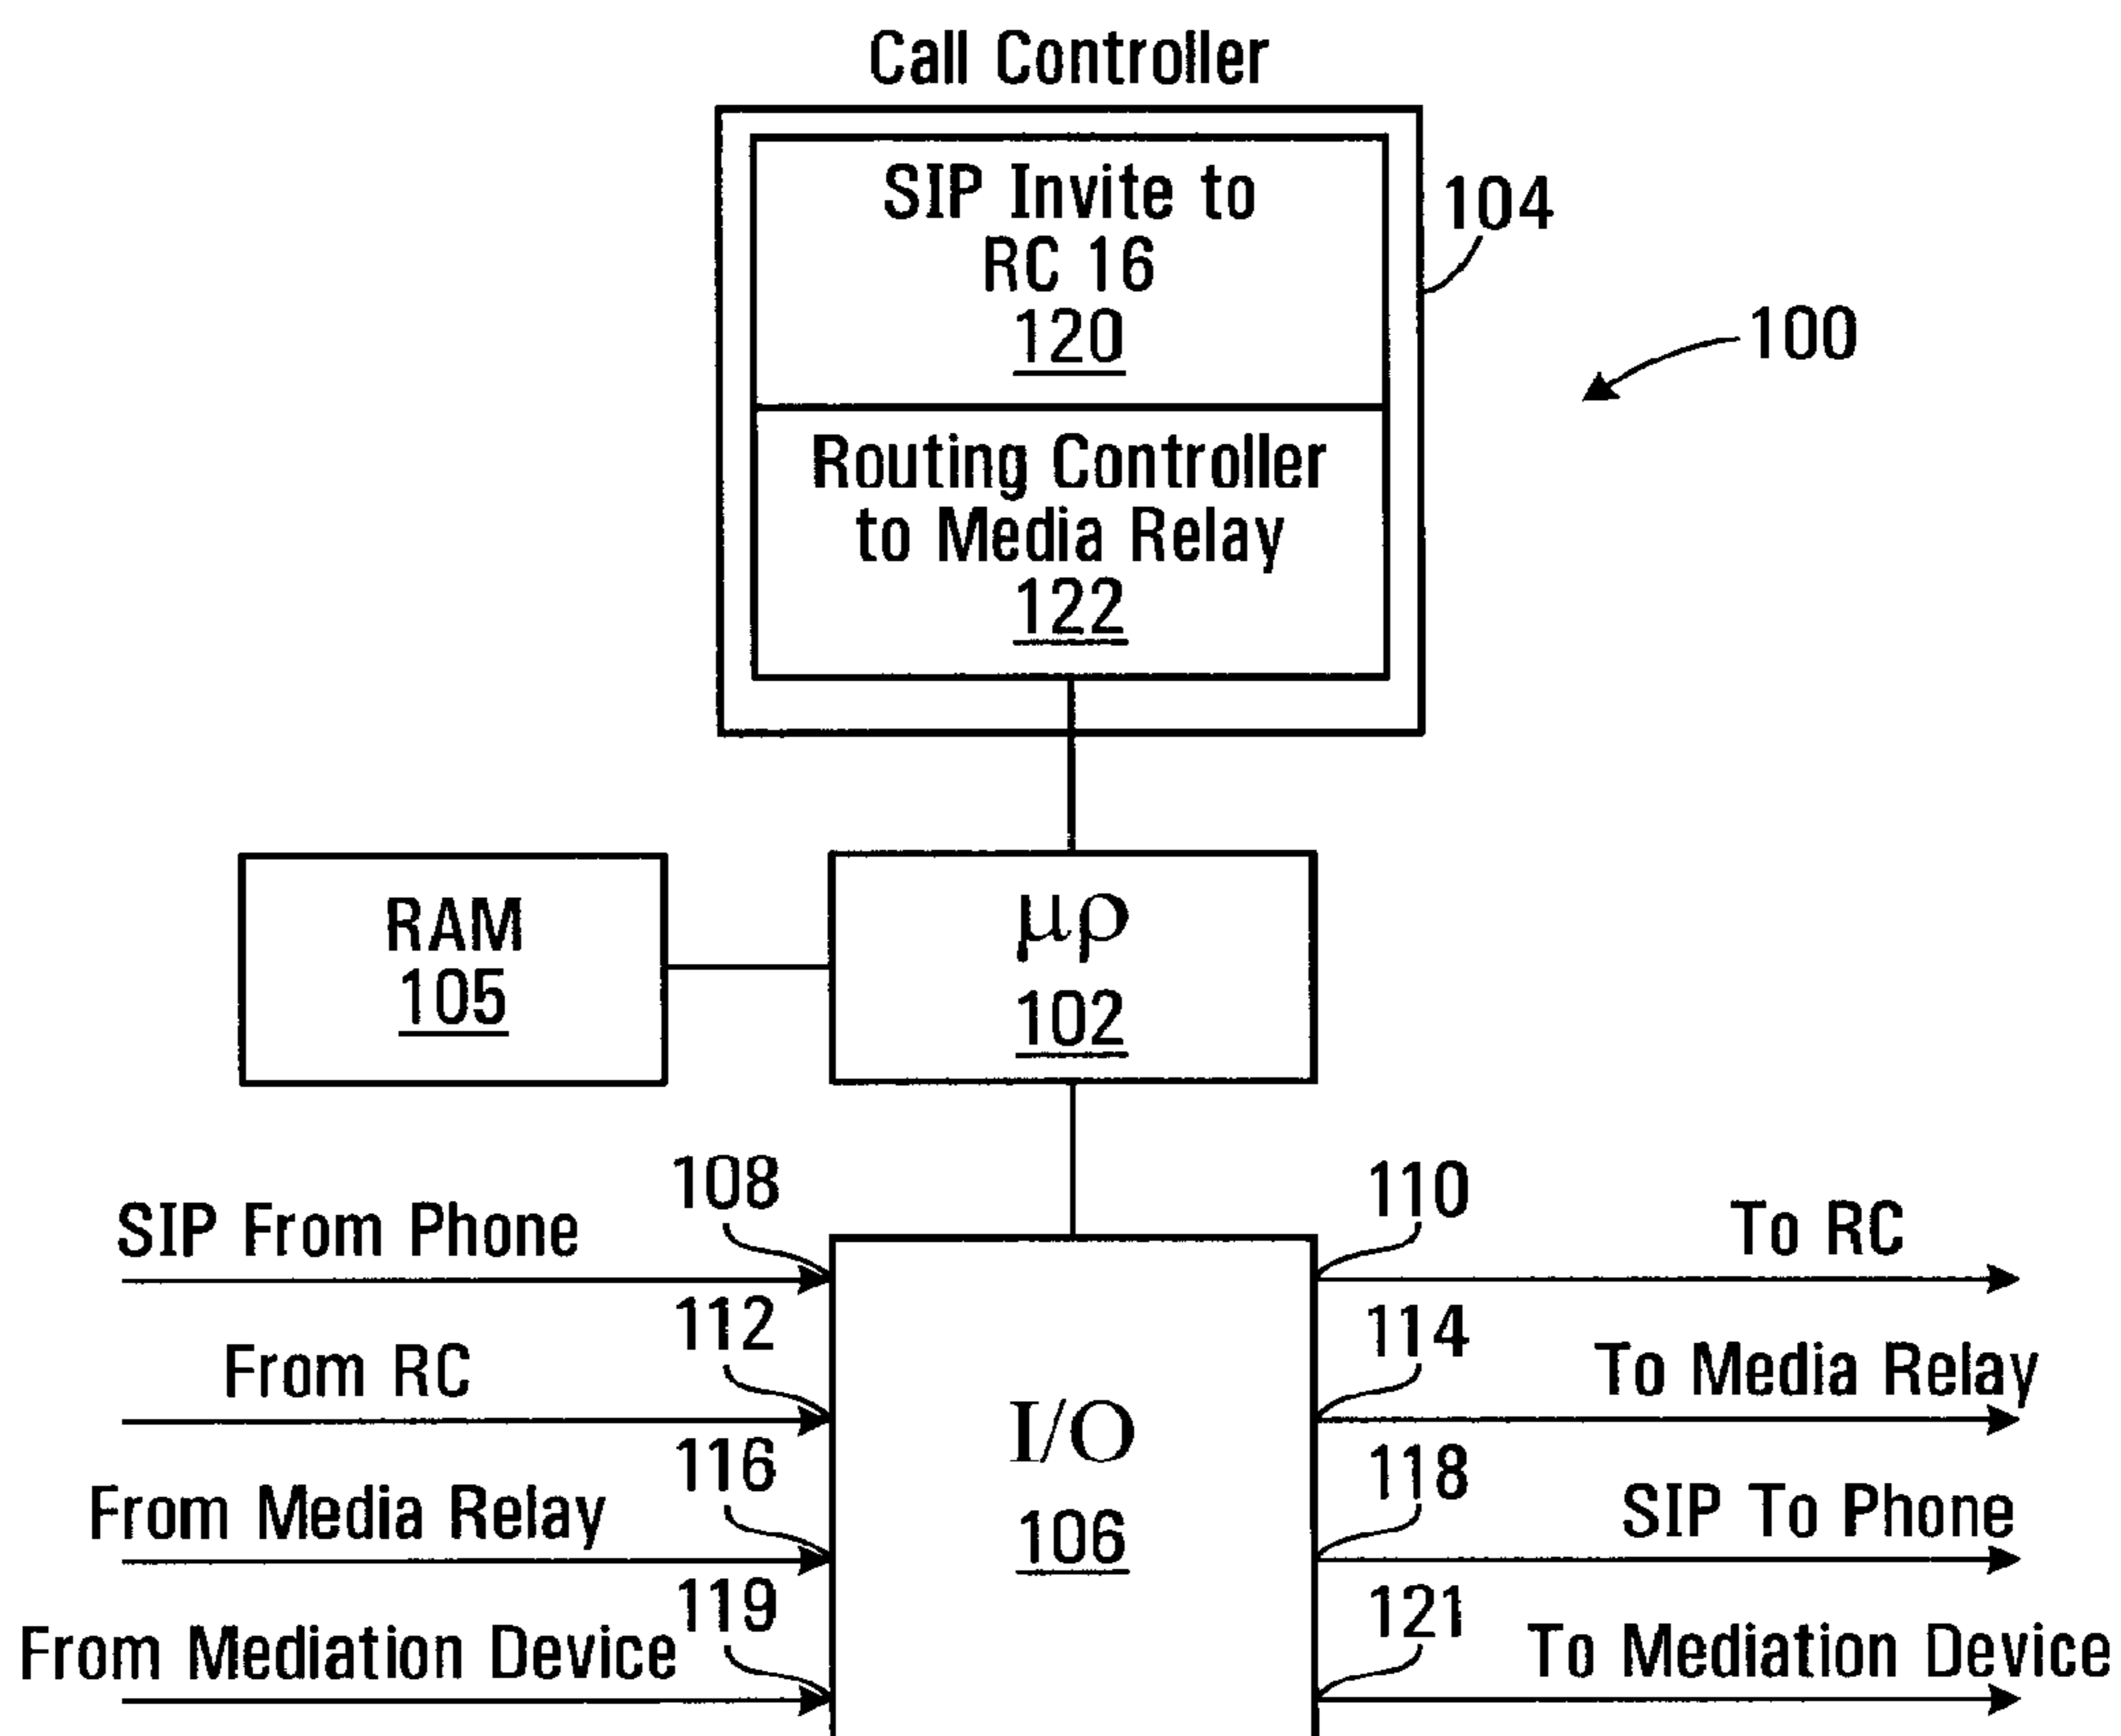 Call Controller
SIP Invite to
RC 16
120
104
100
Routing Controller
to Media Relay
122
RAM
105
μρ
102
SIP From Phone
108
110
To RC
From RC
112
114
To Media Relay
From Media Relay
116
118
SIP To Phone
I/O
106
From Mediation Device
119
121
To Mediation Device